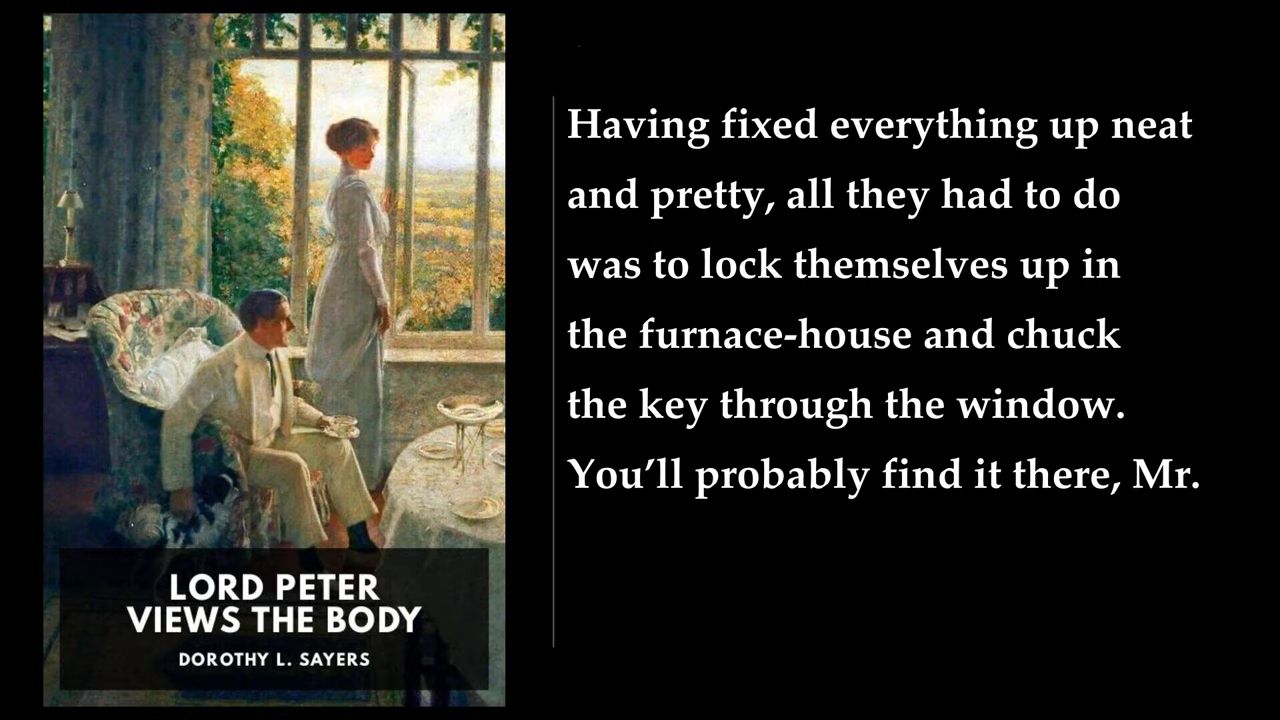 LORD PETER
VIEWS THE BODY
DOROTHY L. SAYERS
Having fixed everything up neat
and pretty, all they had to do
was to lock themselves up in
the furnace-house and chuck
the key through the window.
You’ll probably find it there, Mr.